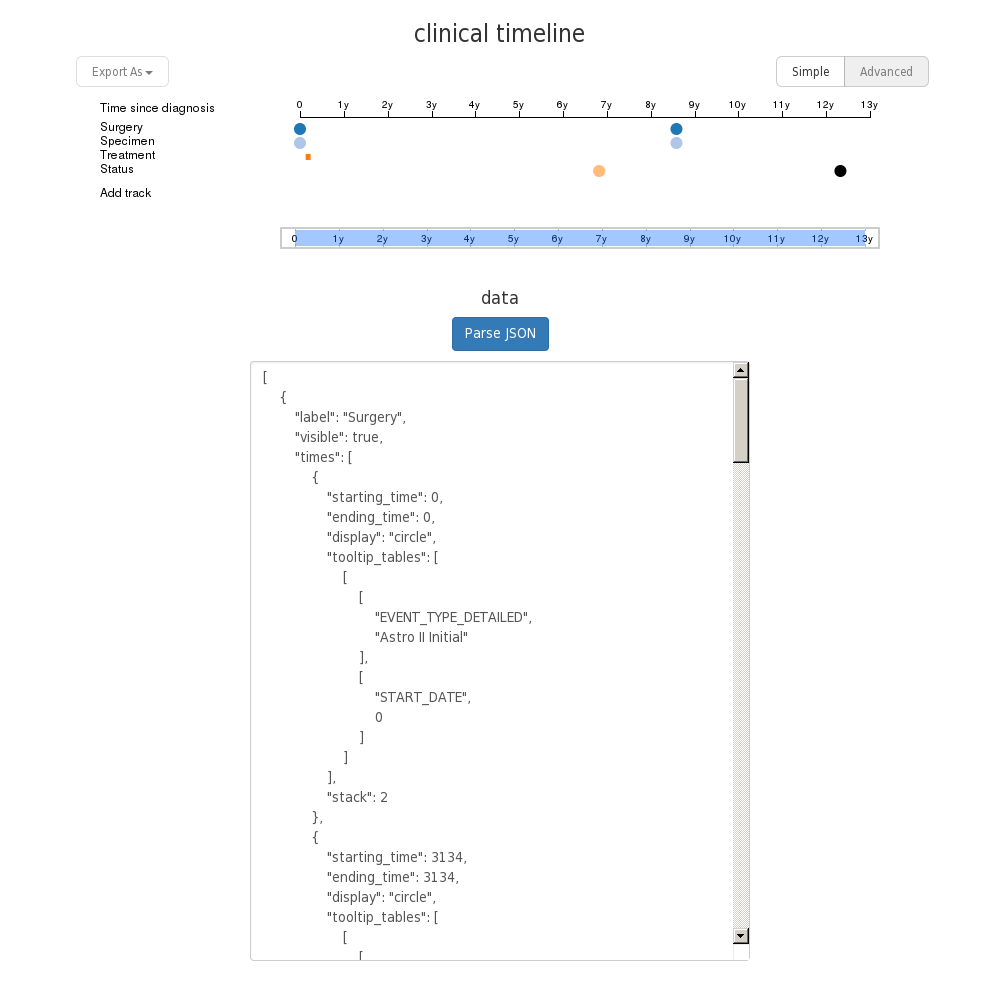 clinical timeline
Export As
Simple Advanced
Time since diagnosis 0 1y 2y 3y 4y 5y 6y 7y 8y 9y 10y 11y 12y 13y
Surgery
Specimen
Treatment
Status
Add track
0 1y 2y 3y 4y 5y 6y 7y 8y 9y 10y 11y 12y 13y
data
Parse JSON
[
{
"label": "Surgery",
"visible": true,
"times": [
{
"starting_time": 0,
"ending_time": 0,
"display": "circle",
"tooltip_tables": [
[
[
"EVENT_TYPE_DETAILED",
"Astro II Initial"
],
[
"START_DATE",
0
]
]
],
"stack": 2
},
{
"starting_time": 3134,
"ending_time": 3134,
"display": "circle",
"tooltip_tables": [
[
[